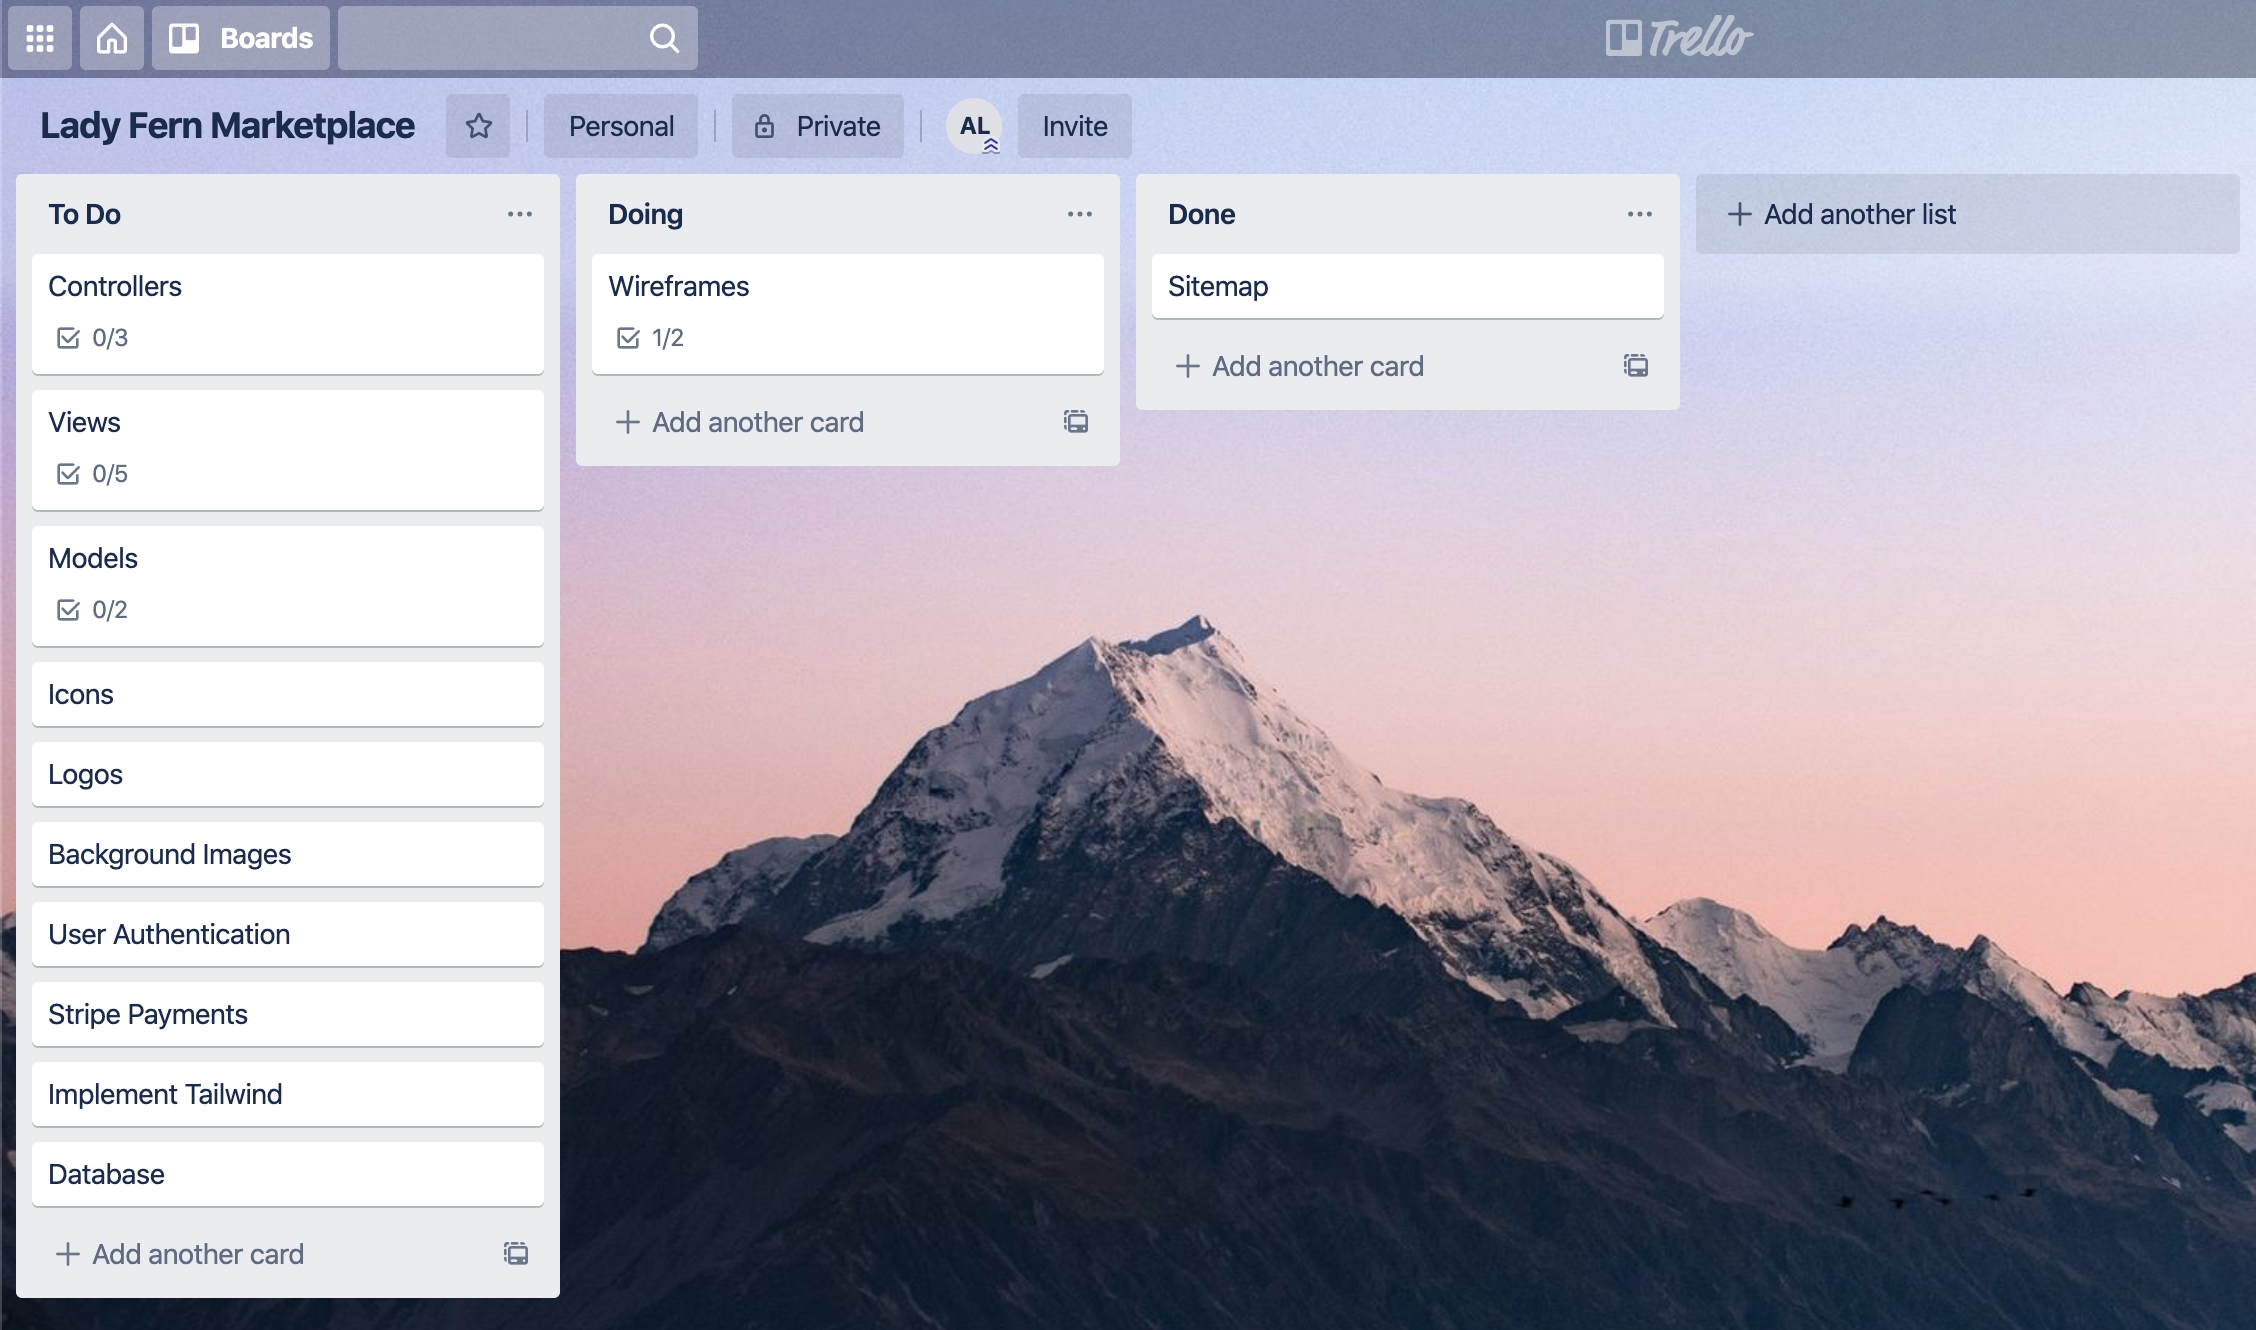 Boards
Trello
Lady Fern Marketplace
Personal
Private
AL
Invite
To Do
Controllers
0/3
Views
0/5
Models
0/2
Icons
Logos
Background Images
User Authentication
Stripe Payments
Implement Tailwind
Database
+ Add another card
Doing
Wireframes
1/2
+ Add another card
Done
Sitemap
+ Add another card
+ Add another list